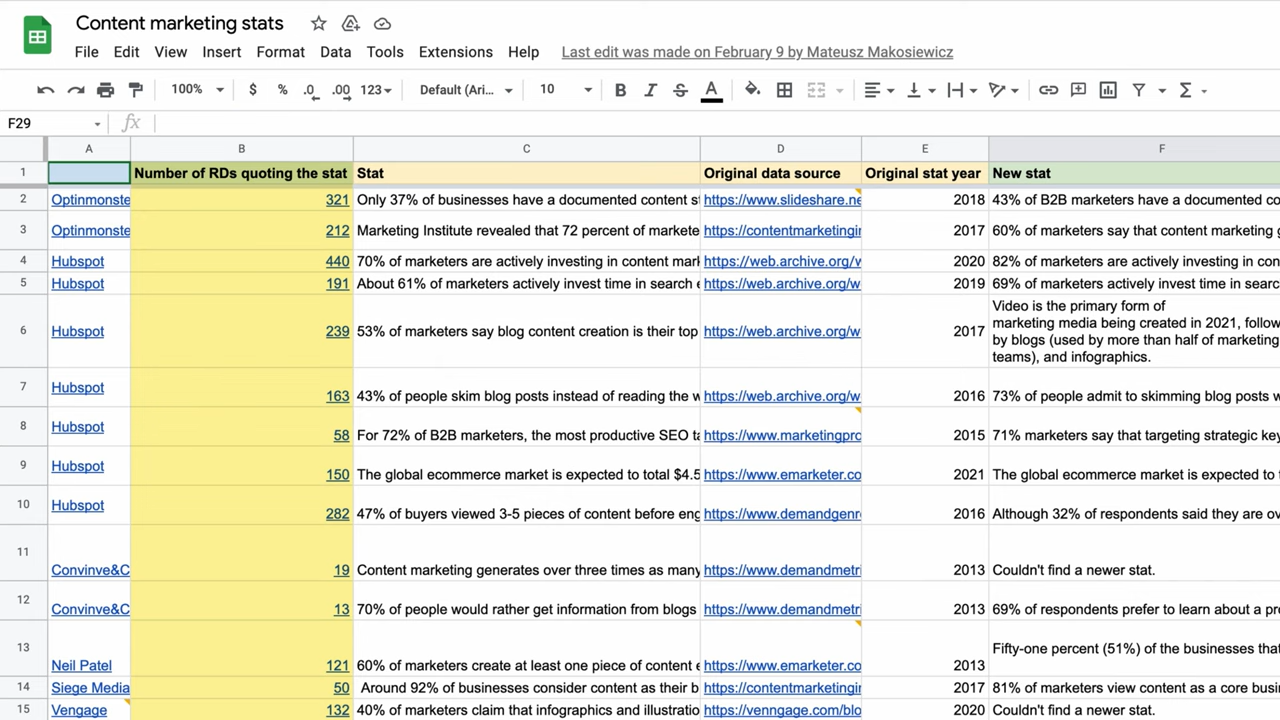 Content marketing stats
File Edit View Insert Format Data Tools Extensions Help Last edit was made on February 9 by Mateusz Makosiewicz
100% $ % .0 .00 123 Default (Ari... 10 B I S A
F29 fx
A B C D E F
1 Number of RDs quoting the stat Stat Original data source Original stat year New stat
2 Optinmonste 321 Only 37% of businesses have a documented content st https://www.slideshare.ne 2018 43% of B2B marketers have a documented co
3 Optinmonste 212 Marketing Institute revealed that 72 percent of markete https://contentmarketingin 2017 60% of marketers say that content marketing g
4 Hubspot 440 70% of marketers are actively investing in content mark https://web.archive.org/w 2020 82% of marketers are actively investing in con
5 Hubspot 191 About 61% of marketers actively invest time in search e https://web.archive.org/w 2019 69% of marketers actively invest time in searc
6 Hubspot 239 53% of marketers say blog content creation is their top https://web.archive.org/w 2017 Video is the primary form of
marketing media being created in 2021, follow
by blogs (used by more than half of marketing
teams), and infographics.
7 Hubspot 163 43% of people skim blog posts instead of reading the w https://web.archive.org/w 2016 73% of people admit to skimming blog posts w
8 Hubspot 58 For 72% of B2B marketers, the most productive SEO ta https://www.marketingpro 2015 71% marketers say that targeting strategic key
9 Hubspot 150 The global ecommerce market is expected to total $4.5 https://www.emarketer.co 2021 The global ecommerce market is expected to t
10 Hubspot 282 47% of buyers viewed 3-5 pieces of content before eng https://www.demandgenr 2016 Although 32% of respondents said they are ov
11 Convinve&C 19 Content marketing generates over three times as many https://www.demandmetri 2013 Couldn't find a newer stat.
12 Convinve&C 13 70% of people would rather get information from blogs https://www.demandmetri 2013 69% of respondents prefer to learn about a pro
13 Neil Patel 121 60% of marketers create at least one piece of content e https://www.emarketer.co 2013 Fifty-one percent (51%) of the businesses that
14 Siege Media 50 Around 92% of businesses consider content as their b https://contentmarketingin 2017 81% of marketers view content as a core busi
15 Vengage 132 40% of marketers claim that infographics and illustratio https://venngage.com/blo 2020 Couldn't find a newer stat.